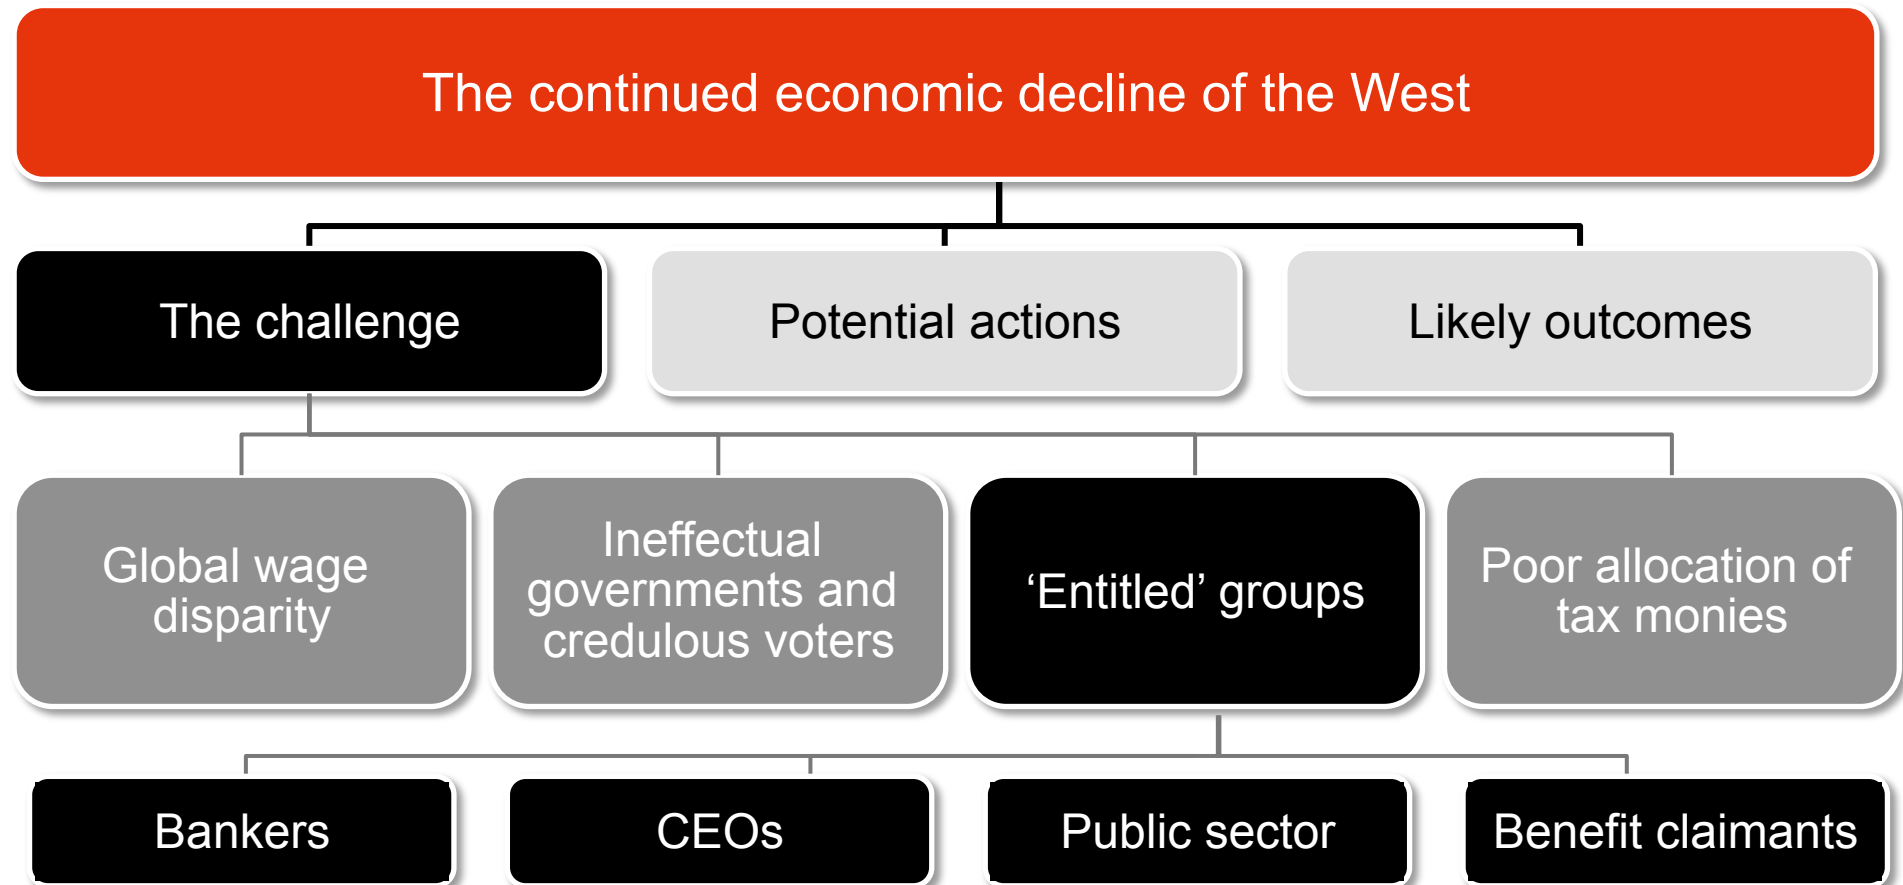 The continued economic decline of the West
The challenge
Potential actions
Likely outcomes
Global wage
disparity
Ineffectual
governments and
credulous voters
‘Entitled’ groups
Poor allocation of
tax monies
Bankers
CEOs
Public sector
Benefit claimants